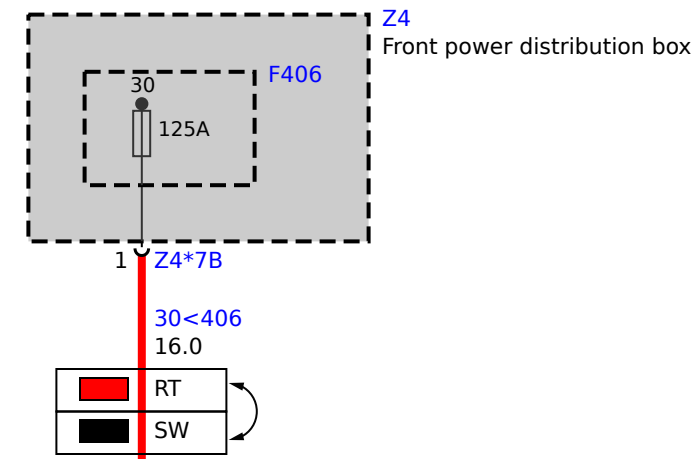 Z4
Front power distribution box
F406
30
125A
1 Z4*7B
30<406
16.0
RT
SW